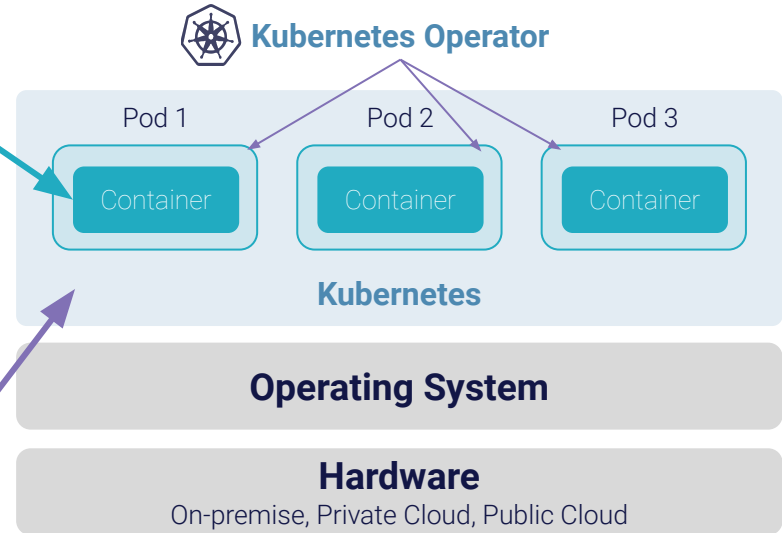 Kubernetes Operator
Pod 1 Pod 2 Pod 3
Container Container Container
Kubernetes
Operating System
Hardware
On-premise, Private Cloud, Public Cloud